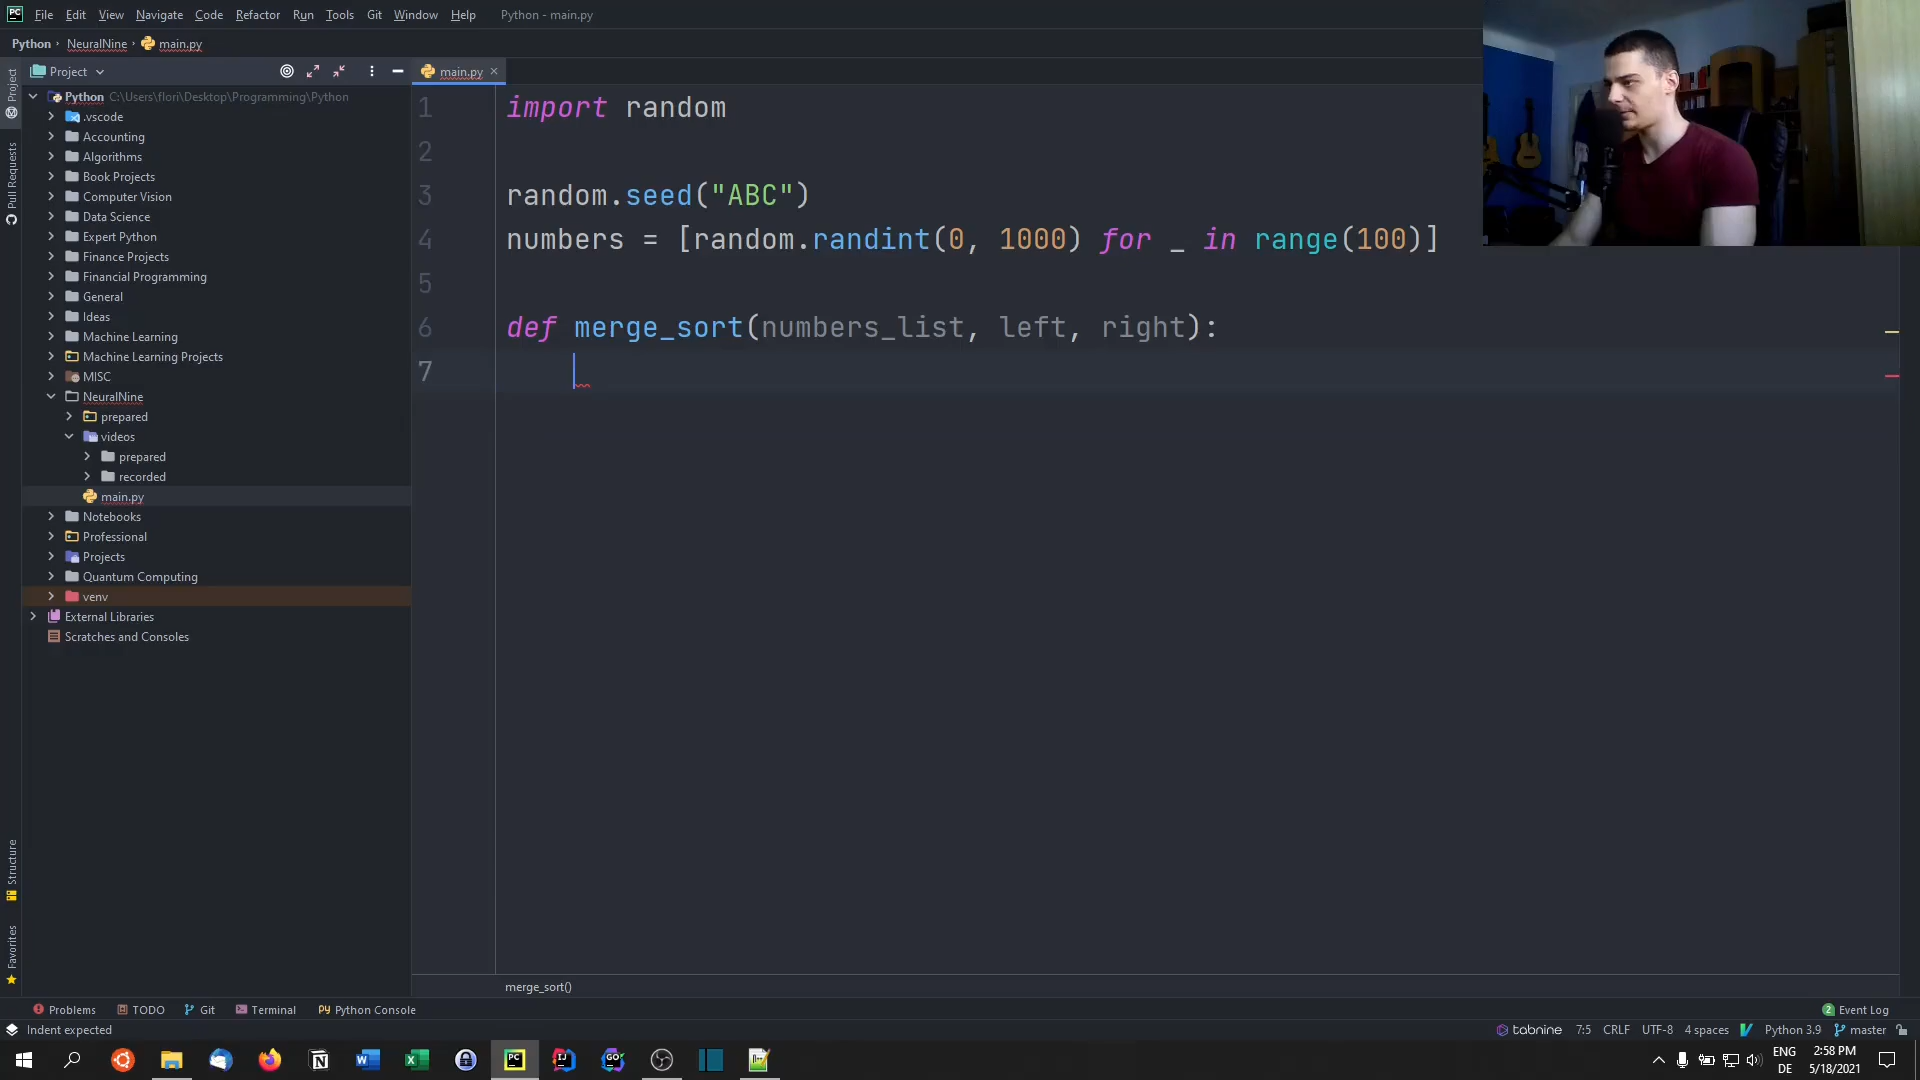 File Edit View Navigate Code Refactor Run Tools Git Window Help Python - main.py
Python NeuralNine main.py
Project
main.py
Python C:\Users\flori\Desktop\Programming\Python
.vscode
Accounting
Algorithms
Book Projects
Computer Vision
Data Science
Expert Python
Finance Projects
Financial Programming
General
Ideas
Machine Learning
Machine Learning Projects
MISC
NeuralNine
prepared
videos
prepared
recorded
main.py
Notebooks
Professional
Projects
Quantum Computing
venv
External Libraries
Scratches and Consoles
Project
Pull Requests
Structure
Favorites
1 import random
2
3 random.seed("ABC")
4 numbers = [random.randint(0, 1000) for _ in range(100)]
5
6 def merge_sort(numbers_list, left, right):
7
merge_sort()
Problems TODO Git Terminal Python Console 2 Event Log
Indent expected tabnine 7:5 CRLF UTF-8 4 spaces Python 3.9 master
ENG 2:58 PM
DE 5/18/2021